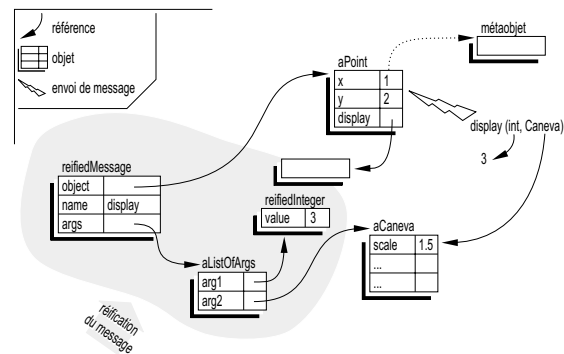 référence
objet
envoi de message
métaobjet
aPoint
x 1
y 2
display
display (int, Caneva)
3
reifiedMessage
object
name display
args
reifiedInteger
value 3
aCaneva
scale 1.5
...
...
aListOfArgs
arg1
arg2
réification
du message